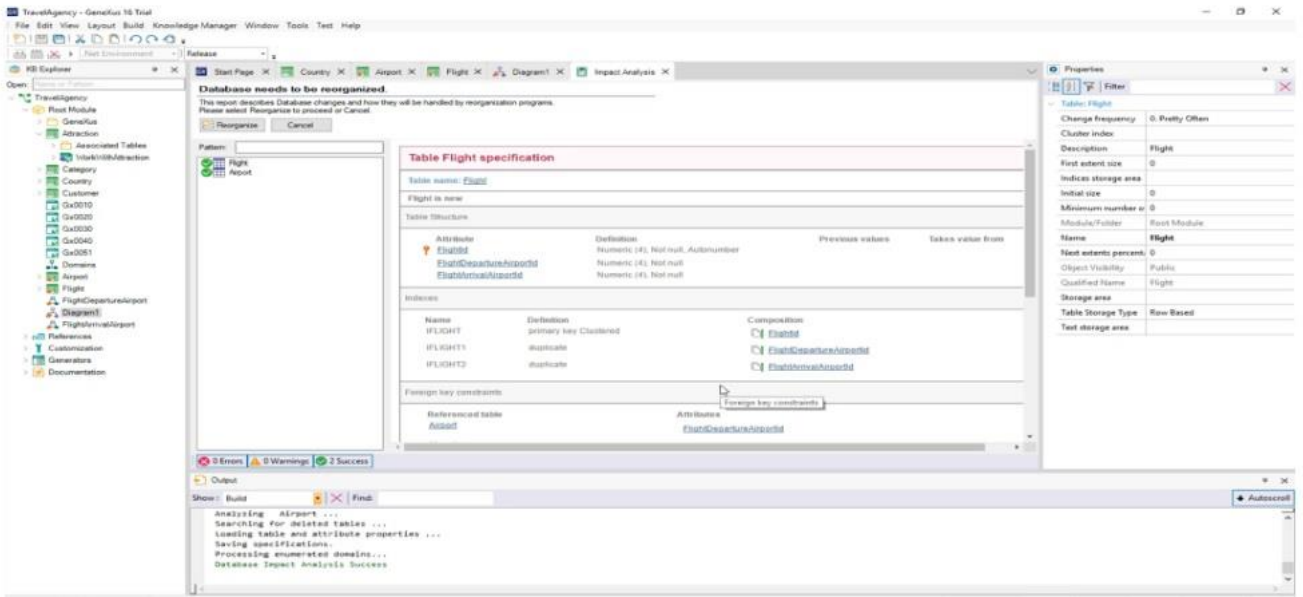 TravelAgency - GeneXus 16 Trial
File Edit View Layout Build Knowledge Manager Window Tools Test Help
.Net Environment Release
KB Explorer
Open: Name or Pattern
TravelAgency
Root Module
GeneXus
Attraction
Associated Tables
WorkWithAttraction
Category
Country
Customer
Gx0010
Gx0020
Gx0030
Gx0040
Gx0051
Domains
Airport
Flight
FlightDepartureAirport
Diagram1
FlightArrivalAirport
References
Customization
Generators
Documentation
Start Page Country Airport Flight Diagram1 Impact Analysis
Database needs to be reorganized.
This report describes Database changes and how they will be handled by reorganization programs.
Please select Reorganize to proceed or Cancel.
Reorganize Cancel
Pattern:
Flight
Airport
Table Flight specification
Table name: Flight
Flight is new
Table Structure
Attribute Definition Previous values Takes value from
FlightId Numeric (4), Not null, Autonumber
FlightDepartureAirportId Numeric (4), Not null
FlightArrivalAirportId Numeric (4), Not null
Indexes
Name Definition Composition
IFLIGHT primary key Clustered FlightId
IFLIGHT1 duplicate FlightDepartureAirportId
IFLIGHT2 duplicate FlightArrivalAirportId
Foreign key constraints
Foreign key constraints
Referenced table Attributes
Airport FlightDepartureAirportId
0 Errors 0 Warnings 2 Success
Output
Show: Build Find: Autoscroll
Analyzing Airport ...
Searching for deleted tables ...
Loading table and attribute properties ...
Saving specifications.
Processing enumerated domains...
Database Impact Analysis Success
Properties
Filter
Table: Flight
Change frequency 0. Pretty Often
Cluster index
Description Flight
First extent size 0
Indices storage area
Initial size 0
Minimum number o 0
Module/Folder Root Module
Name Flight
Next extents percent 0
Object Visibility Public
Qualified Name Flight
Storage area
Table Storage Type Row Based
Text storage area